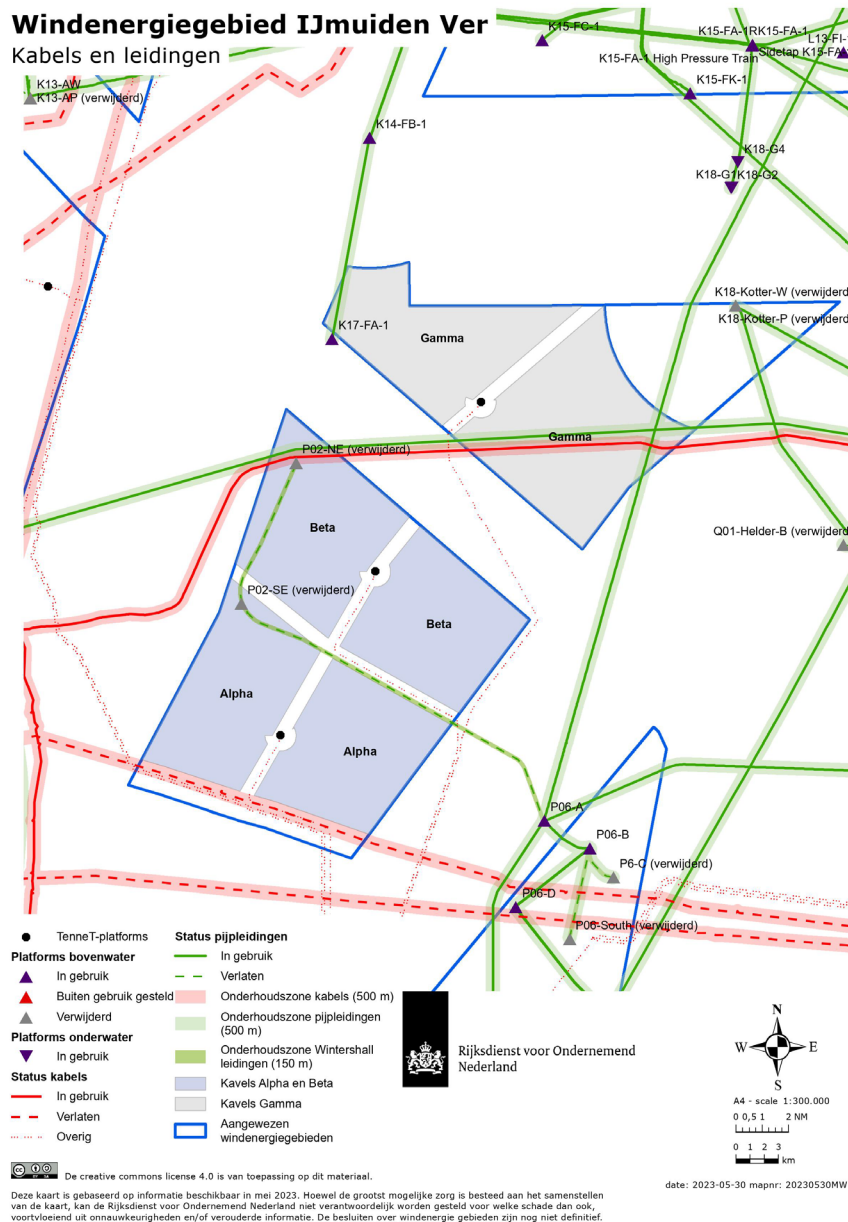 Windenergiegebied IJmuiden Ver
Kabels en leidingen
K15-FC-1
K15-FA-1RK15-FA-1
L13-FI-
K15-FA-1 High Pressure Train
Sidetap K15-FA-
K15-FK-1
K13-AW
K13-AP (verwijderd)
K14-FB-1
K18-G4
K18-G1K18-G2
K18-Kotter-W (verwijderd
K18-Kotter-P (verwijderd
K17-FA-1
Gamma
Gamma
P02-NE (verwijderd)
Beta
Q01-Helder-B (verwijderd
P02-SE (verwijderd)
Beta
Alpha
Alpha
P06-A
P06-B
P6-C (verwijderd)
P06-D
P06-South (verwijderd)
TenneT-platforms
Platforms bovenwater
In gebruik
Buiten gebruik gesteld
Verwijderd
Platforms onderwater
In gebruik
Status kabels
In gebruik
Verlaten
Overig
Status pijpleidingen
In gebruik
Verlaten
Onderhoudszone kabels (500 m)
Onderhoudszone pijpleidingen
(500 m)
Onderhoudszone Wintershall
leidingen (150 m)
Kavels Alpha en Beta
Kavels Gamma
Aangewezen
windenergiegebieden
Rijksdienst voor Ondernemend
Nederland
N
W E
S
A4 - scale 1:300.000
0 0,5 1 2 NM
0 1 2 3
km
De creative commons license 4.0 is van toepassing op dit materiaal.
date: 2023-05-30 mapnr: 20230530MW
Deze kaart is gebaseerd op informatie beschikbaar in mei 2023. Hoewel de grootst mogelijke zorg is besteed aan het samenstellen
van de kaart, kan de Rijksdienst voor Ondernemend Nederland niet verantwoordelijk worden gesteld voor welke schade dan ook,
voortvloeiend uit onnauwkeurigheden en/of verouderde informatie. De besluiten over windenergie gebieden zijn nog niet definitief.